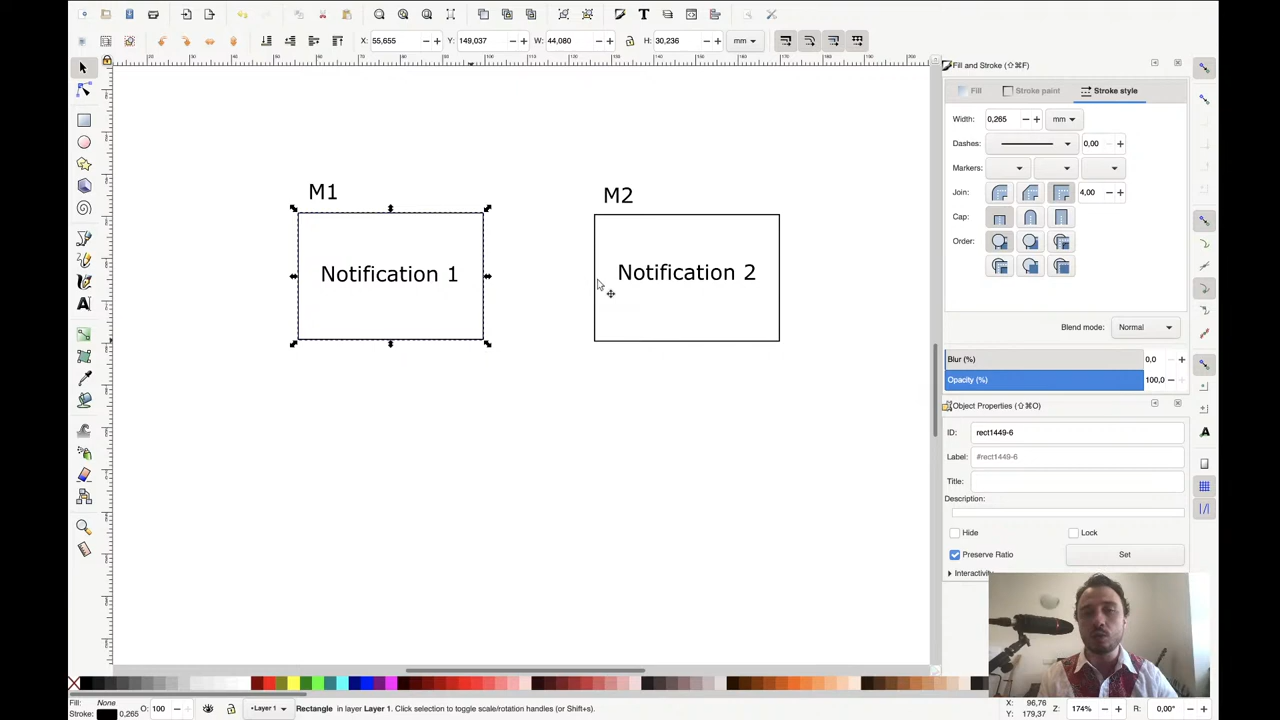 X: 55,655 Y: 149,037 W: 44,080 H: 30,236 mm
Fill and Stroke (⇧⌘F)
Fill Stroke paint Stroke style
Width: 0,265 mm
Dashes: 0,00
Markers:
Join: 4,00
Cap:
Order:
M1
M2
Notification 1
Notification 2
Blend mode: Normal
Blur (%) 0,0
Opacity (%) 100,0
Object Properties (⇧⌘O)
ID: rect1449-6
Label: #rect1449-6
Title:
Description:
Hide Lock
Preserve Ratio Set
Interactivity
Fill: None
Stroke: 0,265
O: 100
Layer 1
Rectangle in layer Layer 1. Click selection to toggle scale/rotation handles (or Shift+s).
X: 96,76
Y: 179,37
Z: 174%
R: 0,00°